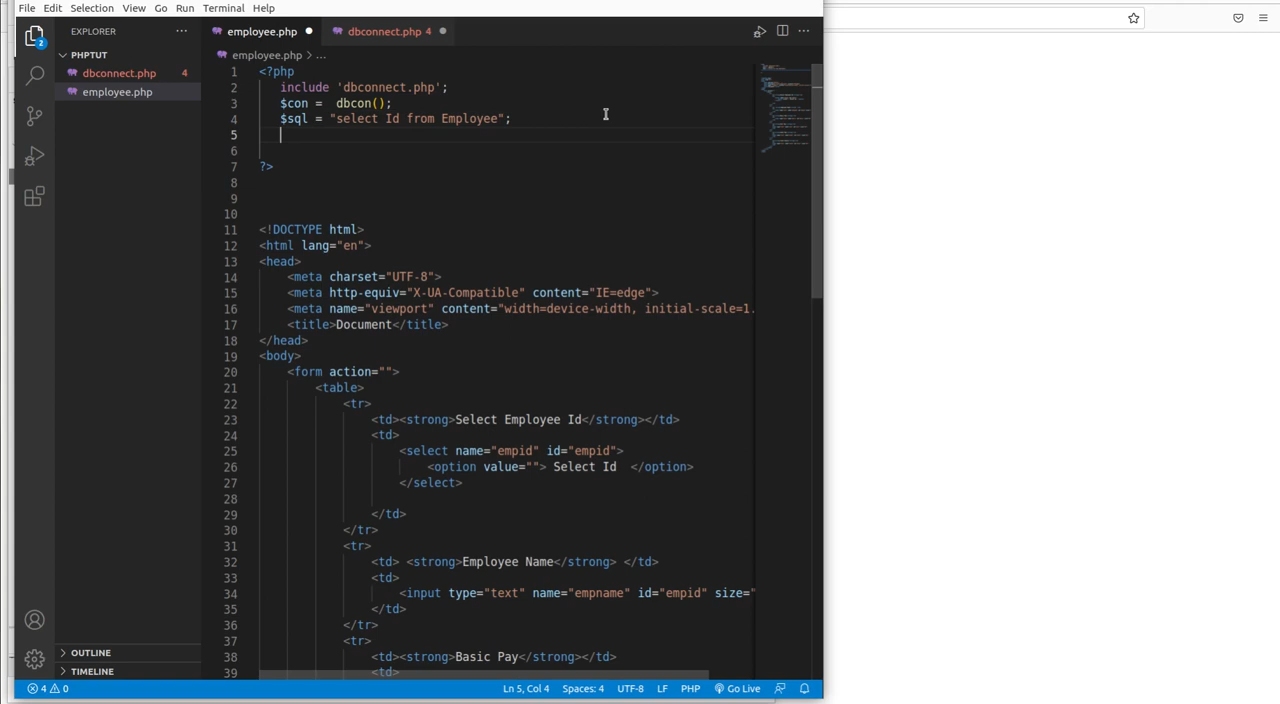 File Edit Selection View Go Run Terminal Help
EXPLORER
employee.php
dbconnect.php 4
PHPTUT
employee.php > ...
2
dbconnect.php 4
employee.php
1 <?php
2 include 'dbconnect.php';
3 $con = dbcon();
4 $sql = "select Id from Employee";
5
6
7 ?>
8
9
10
11 <!DOCTYPE html>
12 <html lang="en">
13 <head>
14 <meta charset="UTF-8">
15 <meta http-equiv="X-UA-Compatible" content="IE=edge">
16 <meta name="viewport" content="width=device-width, initial-scale=1.
17 <title>Document</title>
18 </head>
19 <body>
20 <form action="">
21 <table>
22 <tr>
23 <td><strong>Select Employee Id</strong></td>
24 <td>
25 <select name="empid" id="empid">
26 <option value=""> Select Id </option>
27 </select>
28
29 </td>
30 </tr>
31 <tr>
32 <td> <strong>Employee Name</strong> </td>
33 <td>
34 <input type="text" name="empname" id="empid" size="
35 </td>
36 </tr>
37 <tr>
38 <td><strong>Basic Pay</strong></td>
39 <td>
OUTLINE
TIMELINE
4 0 Ln 5, Col 4 Spaces: 4 UTF-8 LF PHP Go Live